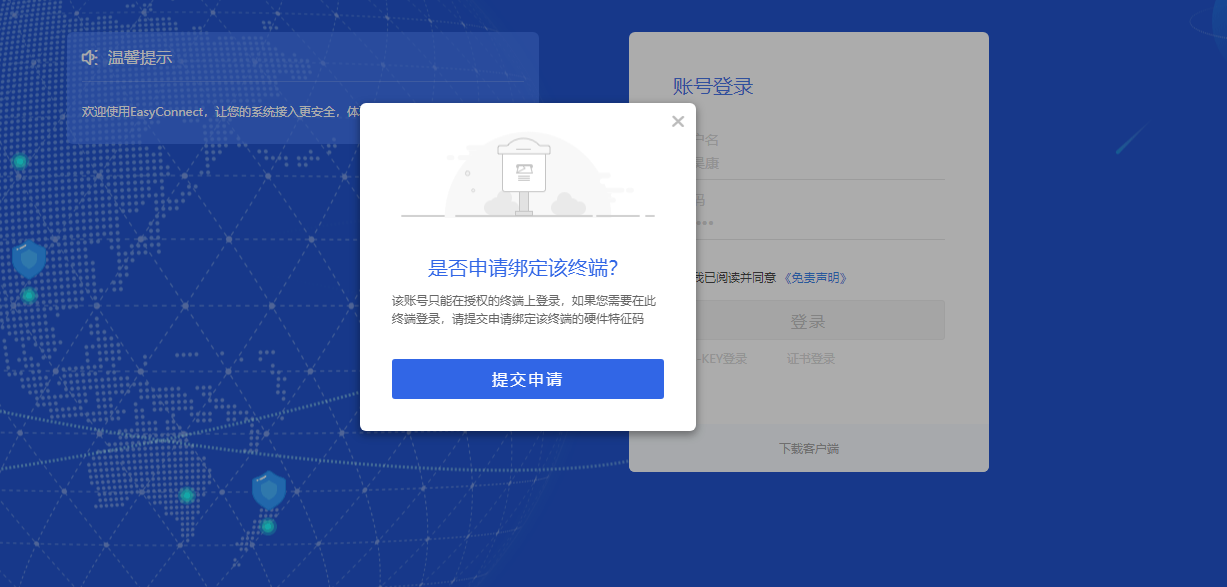 温馨提示
欢迎使用EasyConnect，让您的系统接入更安全，体
账号登录
户名
康
码
是否申请绑定该终端？
该账号只能在授权的终端上登录，如果您需要在此
终端登录，请提交申请绑定该终端的硬件特征码
提交申请
我已阅读并同意 《免责声明》
登录
-KEY登录 证书登录
下载客户端